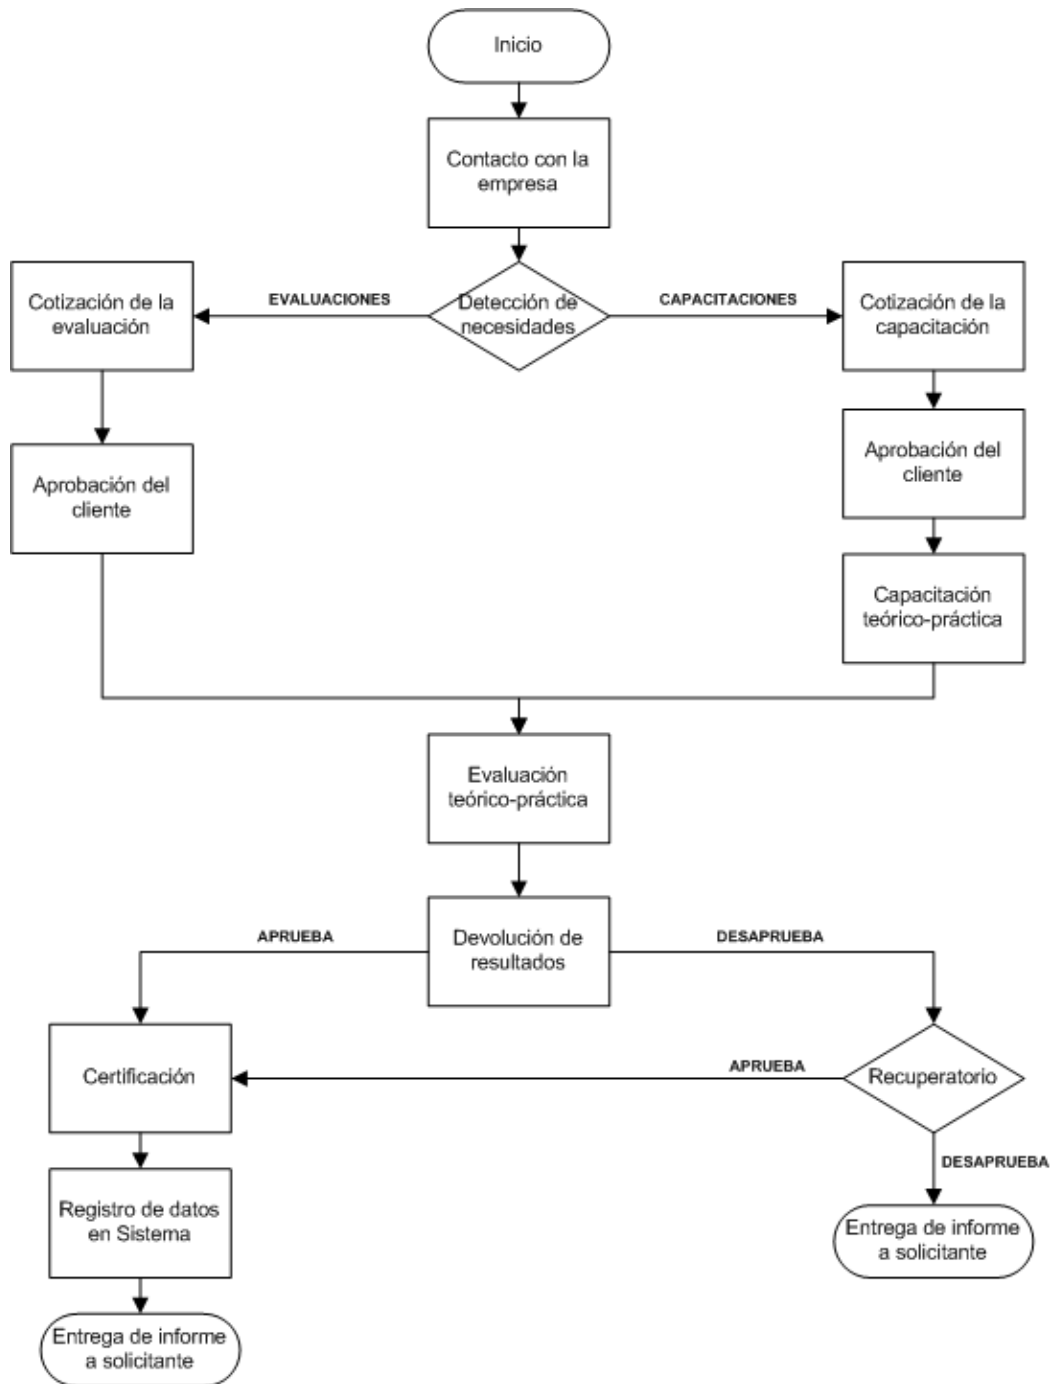 Inicio
Contacto con la
empresa
EVALUACIONES
Detección de
necesidades
CAPACITACIONES
Cotización de la
evaluación
Cotización de la
capacitación
Aprobación del
cliente
Aprobación del
cliente
Capacitación
teórico-práctica
Evaluación
teórico-práctica
APRUEBA
Devolución de
resultados
DESAPRUEBA
Certificación
APRUEBA
Recuperatorio
DESAPRUEBA
Registro de datos
en Sistema
Entrega de informe
a solicitante
Entrega de informe
a solicitante